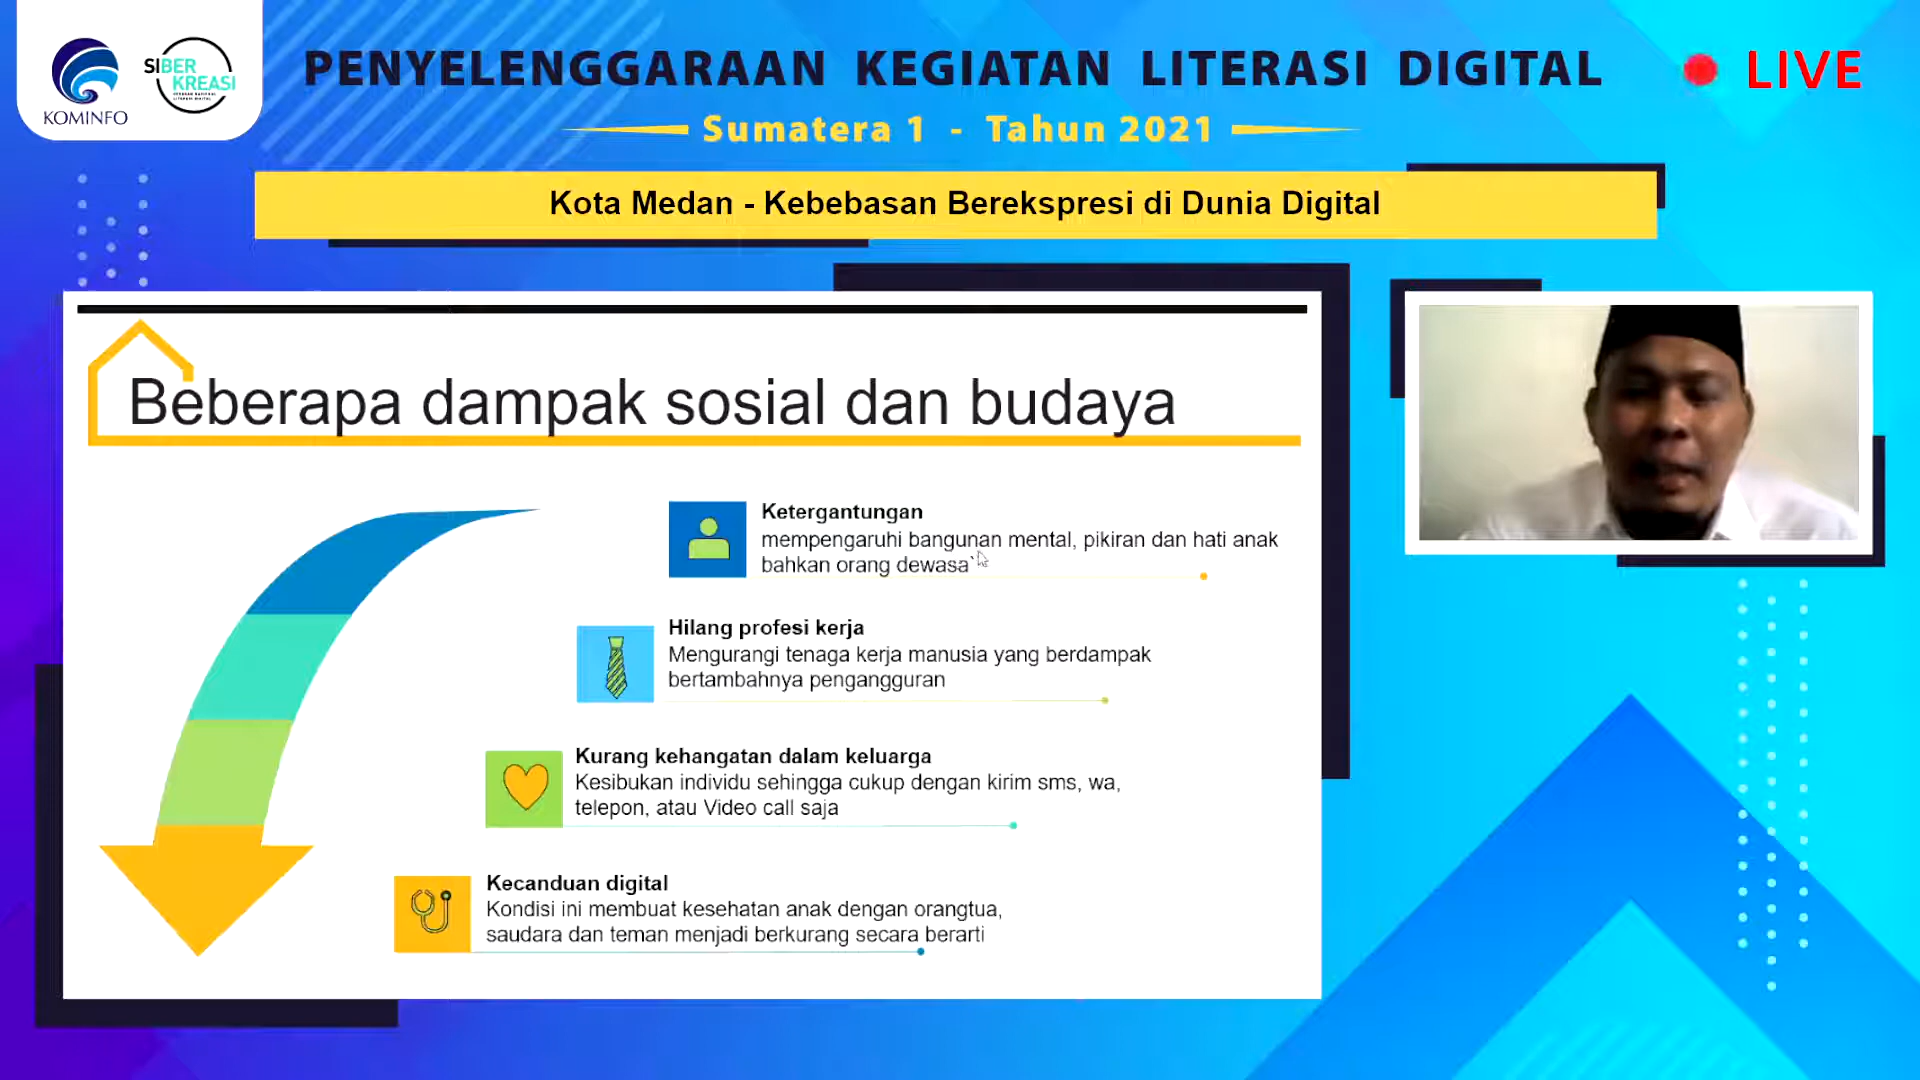 KOMINFO
SIBER
KREASI
PENYELENGGARAAN KEGIATAN LITERASI DIGITAL
LIVE
Sumatera 1 - Tahun 2021
Kota Medan - Kebebasan Berekspresi di Dunia Digital
Beberapa dampak sosial dan budaya
Ketergantungan
mempengaruhi bangunan mental, pikiran dan hati anak
bahkan orang dewasa`
Hilang profesi kerja
Mengurangi tenaga kerja manusia yang berdampak
bertambahnya pengangguran
Kurang kehangatan dalam keluarga
Kesibukan individu sehingga cukup dengan kirim sms, wa,
telepon, atau Video call saja
Kecanduan digital
Kondisi ini membuat kesehatan anak dengan orangtua,
saudara dan teman menjadi berkurang secara berarti